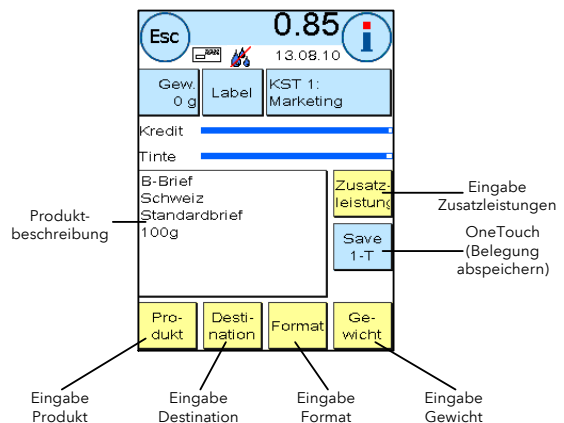 Esc
0.85
i
13.08.10
Gew.
0 g
Label
KST 1:
Marketing
Kredit
Tinte
B-Brief
Schweiz
Standardbrief
100g
Zusatz-
leistung
Save
1-T
Pro-
dukt
Desti-
nation
Format
Ge-
wicht
Produkt-
beschreibung
Eingabe
Zusatzleistungen
OneTouch
(Belegung
abspeichern)
Eingabe
Produkt
Eingabe
Destination
Eingabe
Format
Eingabe
Gewicht